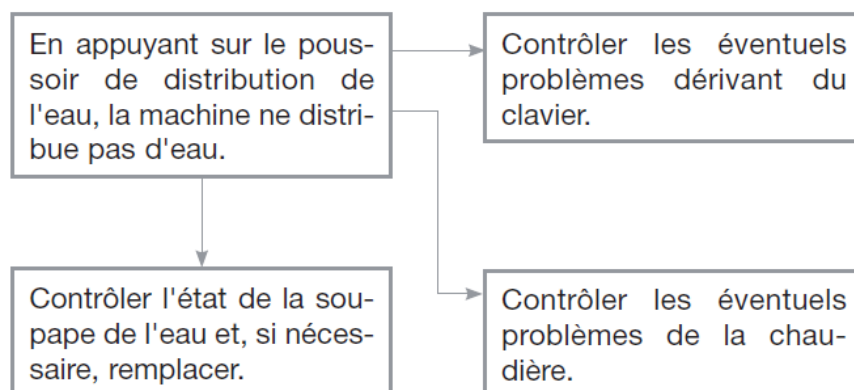 En appuyant sur le pous-
soir de distribution de
l'eau, la machine ne distri-
bue pas d'eau.
Contrôler les éventuels
problèmes dérivant du
clavier.
Contrôler l'état de la sou-
pape de l'eau et, si néces-
saire, remplacer.
Contrôler les éventuels
problèmes de la chau-
dière.